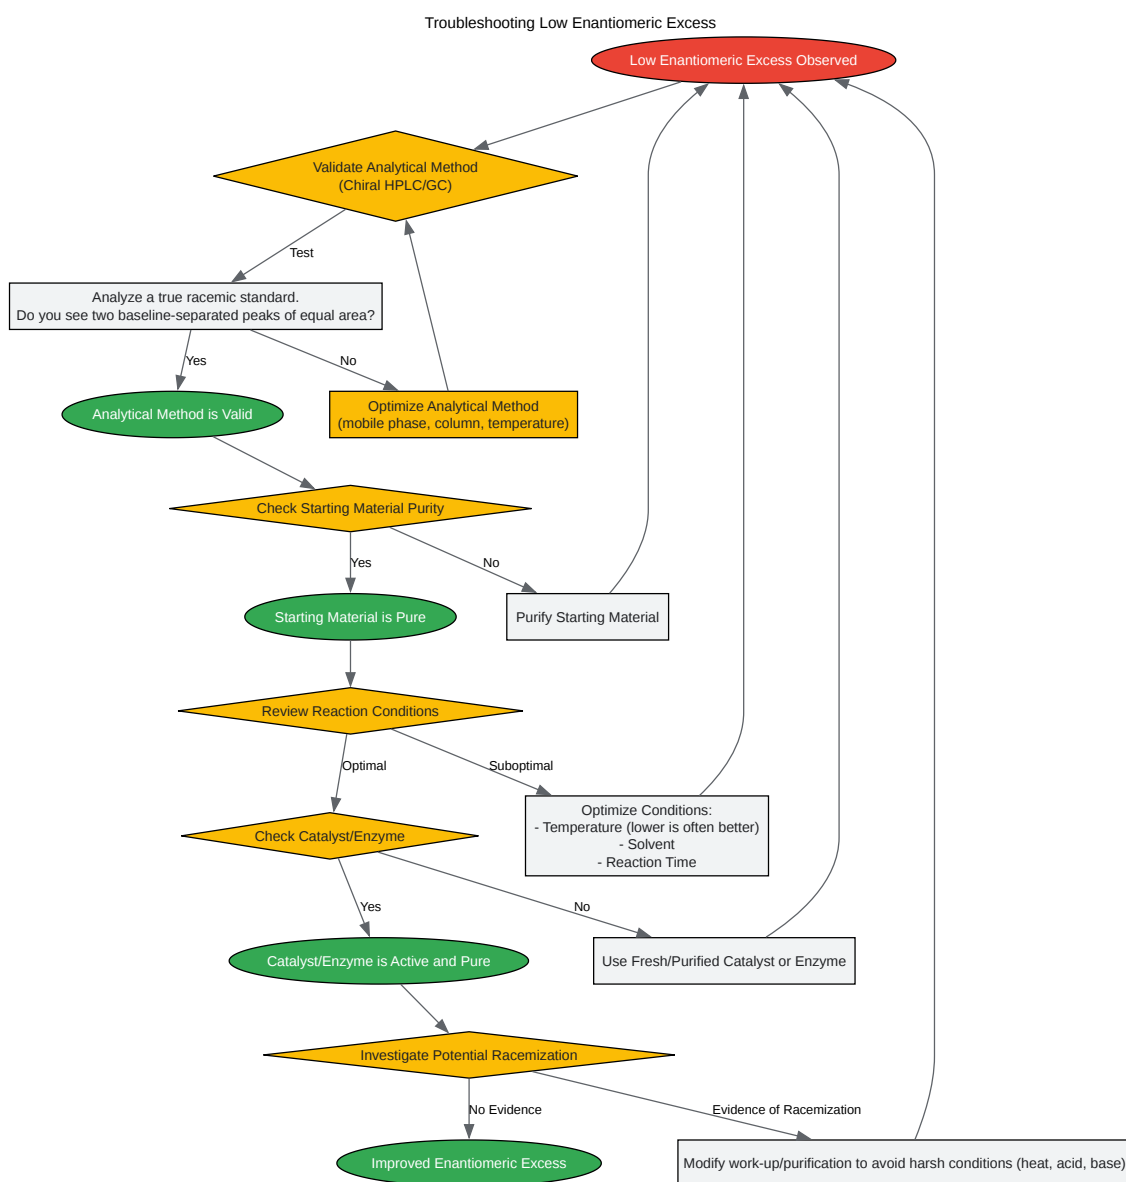 Troubleshooting Low Enantiomeric Excess
Low Enantiomeric Excess Observed
Validate Analytical Method
(Chiral HPLC/GC)
Test
Analyze a true racemic standard.
Do you see two baseline-separated peaks of equal area?
Yes
No
Analytical Method is Valid
Optimize Analytical Method
(mobile phase, column, temperature)
Check Starting Material Purity
Yes
No
Starting Material is Pure
Purify Starting Material
Review Reaction Conditions
Optimal
Suboptimal
Optimize Conditions:
- Temperature (lower is often better)
- Solvent
- Reaction Time
Check Catalyst/Enzyme
Yes
No
Catalyst/Enzyme is Active and Pure
Use Fresh/Purified Catalyst or Enzyme
Investigate Potential Racemization
No Evidence
Evidence of Racemization
Improved Enantiomeric Excess
Modify work-up/purification to avoid harsh conditions (heat, acid, base)